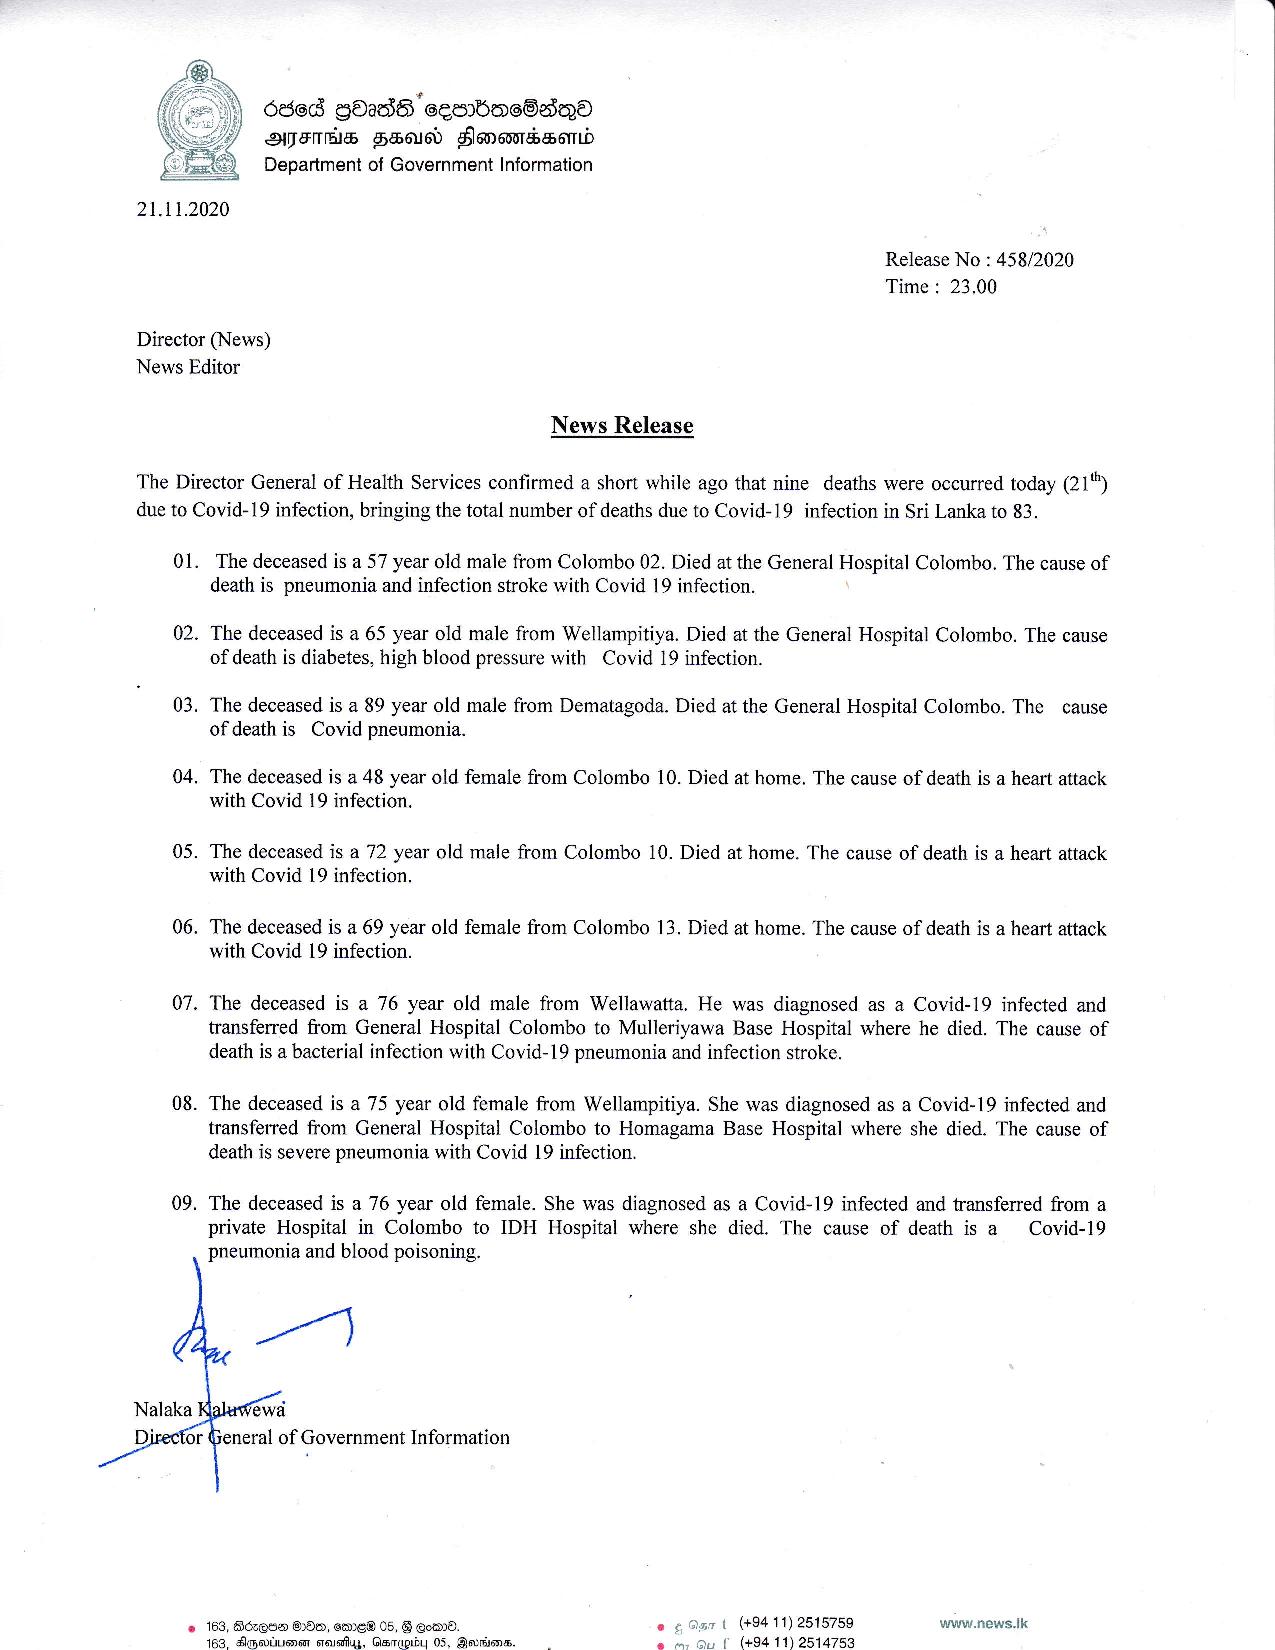 රජයේ ප්‍රවෘත්ති දෙපාර්තමේන්තුව
அரசாங்க தகவல் திணைக்களம்
Department of Government Information
21.11.2020
Release No : 458/2020
Time : 23.00
Director (News)
News Editor
News Release
The Director General of Health Services confirmed a short while ago that nine deaths were occurred today (21th)
due to Covid-19 infection, bringing the total number of deaths due to Covid-19 infection in Sri Lanka to 83.
01. The deceased is a 57 year old male from Colombo 02. Died at the General Hospital Colombo. The cause of
death is pneumonia and infection stroke with Covid 19 infection.
02. The deceased is a 65 year old male from Wellampitiya. Died at the General Hospital Colombo. The cause
of death is diabetes, high blood pressure with Covid 19 infection.
03. The deceased is a 89 year old male from Dematagoda. Died at the General Hospital Colombo. The cause
of death is Covid pneumonia.
04. The deceased is a 48 year old female from Colombo 10. Died at home. The cause of death is a heart attack
with Covid 19 infection.
05. The deceased is a 72 year old male from Colombo 10. Died at home. The cause of death is a heart attack
with Covid 19 infection.
06. The deceased is a 69 year old female from Colombo 13. Died at home. The cause of death is a heart attack
with Covid 19 infection.
07. The deceased is a 76 year old male from Wellawatta. He was diagnosed as a Covid-19 infected and
transferred from General Hospital Colombo to Mulleriyawa Base Hospital where he died. The cause of
death is a bacterial infection with Covid-19 pneumonia and infection stroke.
08. The deceased is a 75 year old female from Wellampitiya. She was diagnosed as a Covid-19 infected and
transferred from General Hospital Colombo to Homagama Base Hospital where she died. The cause of
death is severe pneumonia with Covid 19 infection.
09. The deceased is a 76 year old female. She was diagnosed as a Covid-19 infected and transferred from a
private Hospital in Colombo to IDH Hospital where she died. The cause of death is a Covid-19
pneumonia and blood poisoning.
Nalaka Kaluwewa
Director General of Government Information
163, කිරුලපන මාවත, කොළඹ 05, ශ්‍රී ලංකාව.
163, கிருலப்பனை எவனியூ, கொழும்பு 05, இலங்கை.
(+94 11) 2515759
(+94 11) 2514753
www.news.lk